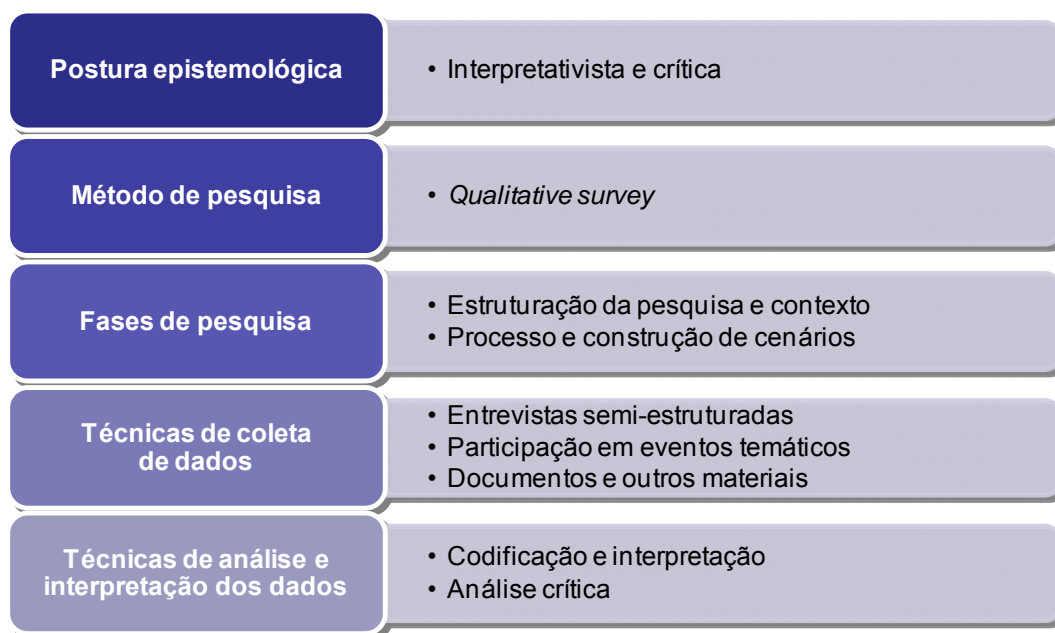 Postura epistemológica
• Interpretativista e crítica
Método de pesquisa
• Qualitative survey
Fases de pesquisa
• Estruturação da pesquisa e contexto
• Processo e construção de cenários
Técnicas de coleta
de dados
• Entrevistas semi-estruturadas
• Participação em eventos temáticos
• Documentos e outros materiais
Técnicas de análise e
interpretação dos dados
• Codificação e interpretação
• Análise crítica